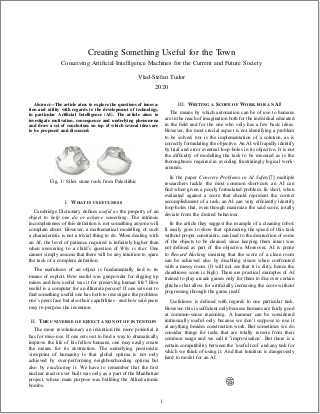 Creating Something Useful for the Town
Conceiving Artificial Intelligence Machines for the Current and Future Society
Vlad-Stefan Tudor
2020
Abstract—The article aims to explore the questions of innova-
tion and utility with regards to the development of technology,
in particular Artificial Intelligence (AI). The article aims to
investigate motivation, consequence and underlying phenomena
and draw a set of conclusions on top of which several ideas are
to be proposed and discussed.
Fig. 1: Silex stone tools from Paleolithic
I. WHAT IS USEFULNESS
Cambridge Dictionary defines useful as the property of an
object to help one do or achieve something. The intrinsic
incompleteness of this definition is not something anyone will
complain about. However, a mathematical modelling of such
a characteristic is not a trivial thing to do. When dealing with
an AI, the level of patience required is infinitely higher than
when answering to a child's question of Why is that. One
cannot simply assume that there will be any intuition to spare
the task of a complete definition.
The usefulness of an object is fundamentally tied to its
means of exploit. How useful was gunpowder for digging up
mines and how useful was it for preserving human life? How
useful is a computer for an illiterate person? If one sets out to
find something useful one has both to investigate the problems
one's peers face but also their capabilities - and how said peers
may re-purpose the invention.
II. THE UNIVERSE OF EFFECT AND NOT OF INTENTION
The more revolutionary an invention the more potential it
has for miss-use. If one sets out to find a way to dramatically
improve the life of his fellow humans, one may easily create
the means for its destruction. The underlying pessimistic
viewpoint of humanity is that global optima is not only
achieved by over-performing neighbourhooding optima but
also by eradicating it. We have to remember that the first
nuclear reactor ever built was only as a part of the Manhattan
project, whose main purpose was building the Allied atomic
bombs.
III. WRITING A SCOPE OF WORK FOR AN AI
The means by which automation can be of use to humans
are in the reach of imagination both for the individual educated
in the field and for the one who only has a few basic ideas.
However, the most crucial aspect is not identifying a problem
to be solved, nor is the implementation of a solution, as is
correctly formulating the objective. An AI will rapidly identify
by trial and error eventual loop-holes in its objective. It is not
the difficulty of modelling the task to be executed as is the
thoroughness required in avoiding frustratingly logical work-
arounds.
In the paper Concrete Problems in AI Safety[?] multiple
researchers tackle the most common short-cuts an AI can
find when given a poorly formulated problem. In short, when
evaluated against a score that should represent the correct
accomplishment of a task, an AI can very efficiently identify
loop-holes that, even though maximize the said score, totally
deviate from the desired behaviour.
In the article they suggest the example of a cleaning robot.
It easily goes to show that optimizing the speed of this task
without proper constraints, can lead to the destruction of some
of the objects to be cleaned, since keeping them intact was
not defined as part of the objective. Moreover, AI is prone
to Reward Hacking meaning that the score of a clean room
can be achieved also by disabling vision when confronted
with a messy room (It will not see that it is dirty, hence the
cleanliness score is high). There are practical examples of AI
trained to play arcade games only for them to discover certain
glitches that allow for artificially increasing the score without
progressing through the game itself.
Usefulness is defined with regards to one particular task.
However, this is sufficient only because humans are fairly good
at common-sense reasoning. A hammer can be considered
intrinsically useful only because we don't suppose to use it
at anything besides construction work. But sometimes we do
consider things for tasks that are totally remote from their
common usage and we call it 'improvisation'. But there is a
certain compatibility between the 'useful tool' and any task for
which we think of using it. And that intuition is dangerously
hard to model for an AI.
1